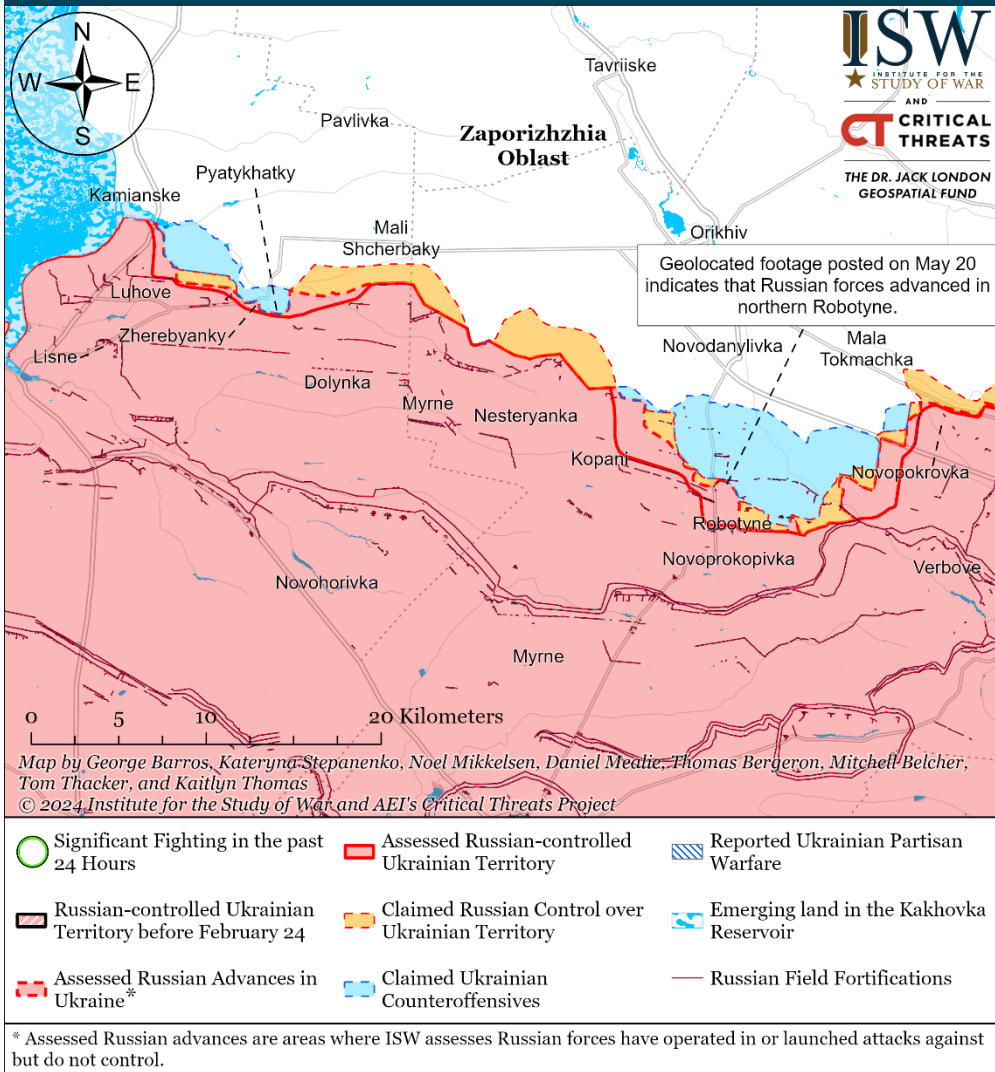 N
W E
S
ISW
INSTITUTE FOR THE
STUDY OF WAR
AND
CT CRITICAL
THREATS
THE DR. JACK LONDON
GEOSPATIAL FUND
Tavriiske
Pavlivka
Zaporizhzhia
Oblast
Pyatykhatky
Kamianske
Mali
Shcherbaky
Orikhiv
Geolocated footage posted on May 20
indicates that Russian forces advanced in
northern Robotyne.
Luhove
Zherebyanky
Lisne
Novodanylivka
Mala
Tokmachka
Dolynka
Myrne
Nesteryanka
Kopani
Novopokrovka
Robotyne
Novoprokopivka
Verbove
Novohorivka
Myrne
0 5 10 20 Kilometers
Map by George Barros, Kateryna Stepanenko, Noel Mikkelsen, Daniel Mealie, Thomas Bergeron, Mitchell Belcher,
Tom Thacker, and Kaitlyn Thomas
© 2024 Institute for the Study of War and AEI's Critical Threats Project
Significant Fighting in the past
24 Hours
Assessed Russian-controlled
Ukrainian Territory
Reported Ukrainian Partisan
Warfare
Russian-controlled Ukrainian
Territory before February 24
Claimed Russian Control over
Ukrainian Territory
Emerging land in the Kakhovka
Reservoir
Assessed Russian Advances in
Ukraine*
Claimed Ukrainian
Counteroffensives
Russian Field Fortifications
* Assessed Russian advances are areas where ISW assesses Russian forces have operated in or launched attacks against
but do not control.